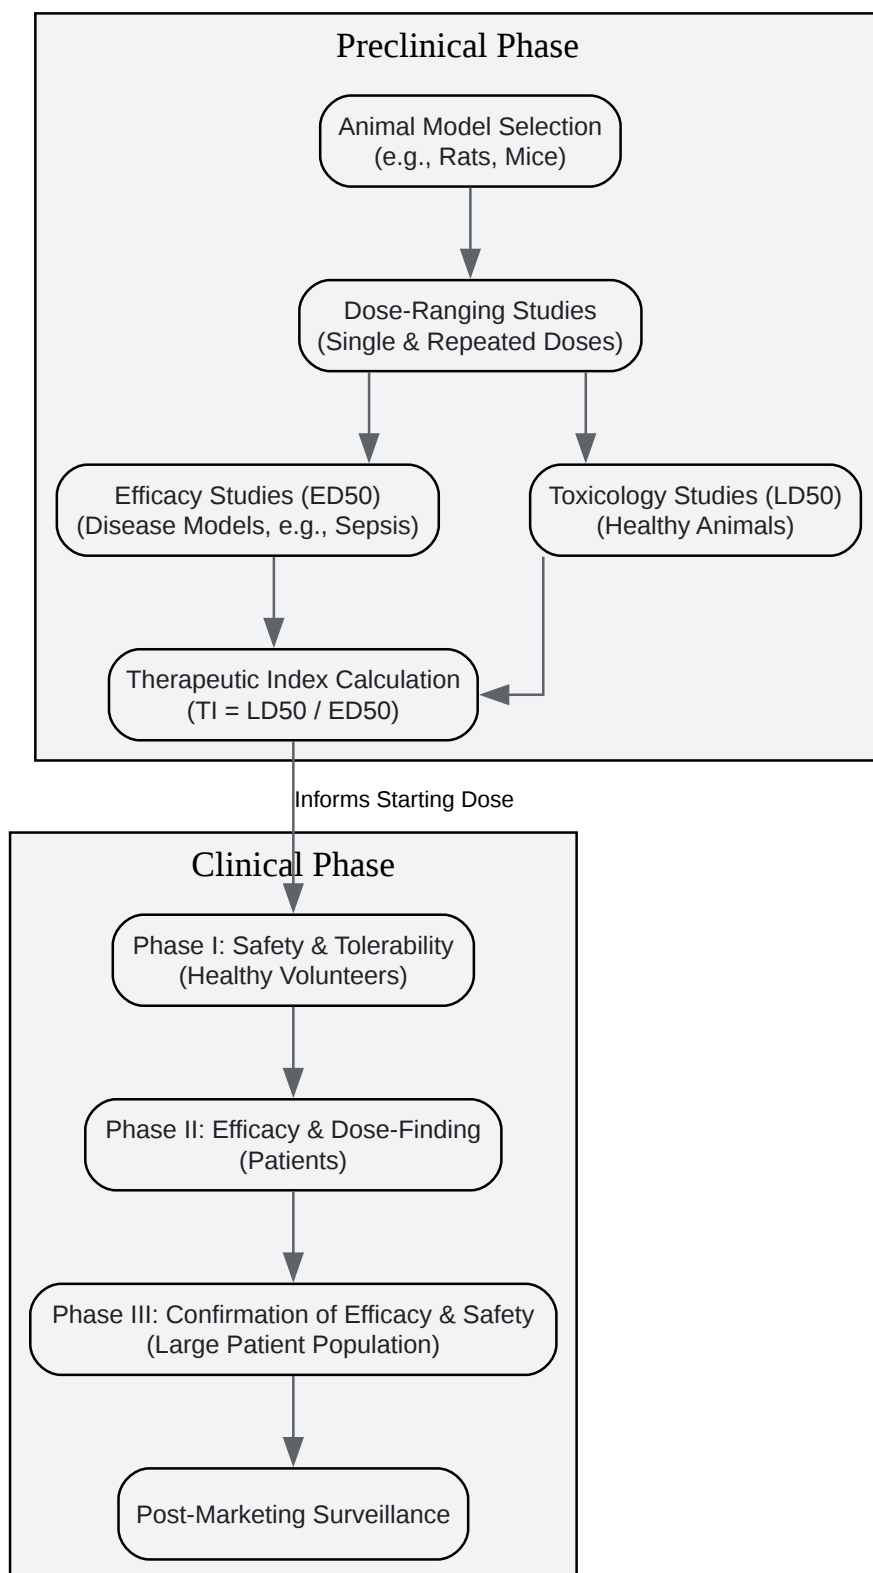 Preclinical Phase
Animal Model Selection
(e.g., Rats, Mice)
Dose-Ranging Studies
(Single & Repeated Doses)
Efficacy Studies (ED50)
(Disease Models, e.g., Sepsis)
Toxicology Studies (LD50)
(Healthy Animals)
Therapeutic Index Calculation
(TI = LD50 / ED50)
Informs Starting Dose
Clinical Phase
Phase I: Safety & Tolerability
(Healthy Volunteers)
Phase II: Efficacy & Dose-Finding
(Patients)
Phase III: Confirmation of Efficacy & Safety
(Large Patient Population)
Post-Marketing Surveillance